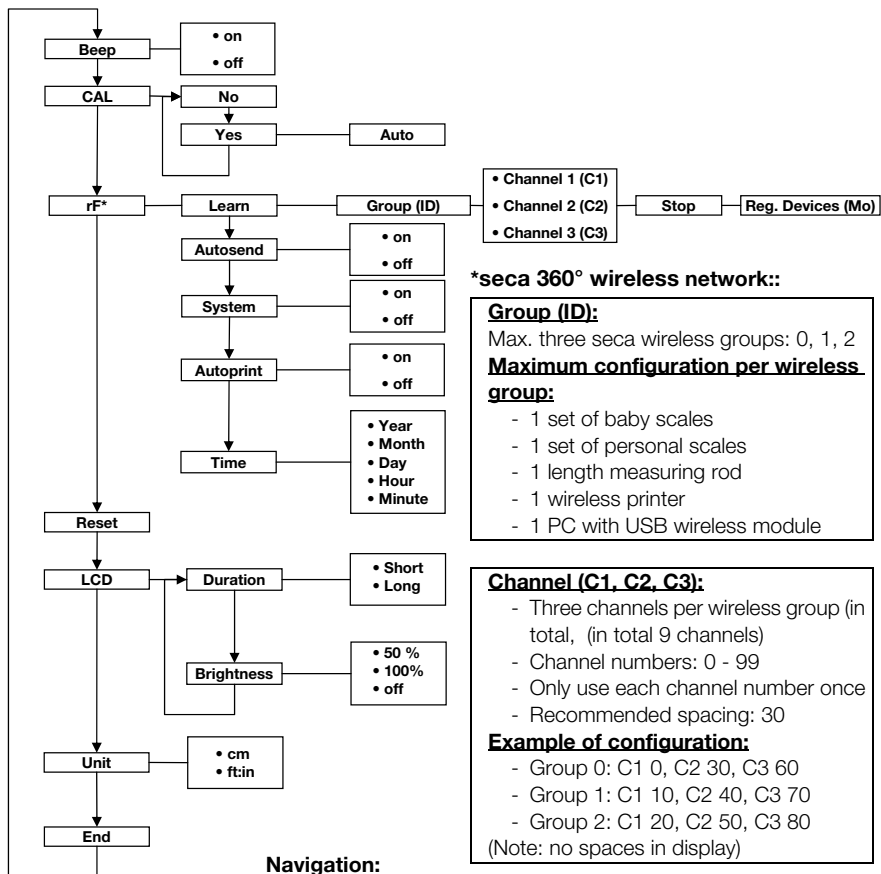 Beep
• on
• off
CAL
No
Yes
Auto
rF*
Learn
Group (ID)
• Channel 1 (C1)
• Channel 2 (C2)
• Channel 3 (C3)
Stop
Reg. Devices (Mo)
Autosend
• on
• off
System
• on
• off
Autoprint
• on
• off
Time
• Year
• Month
• Day
• Hour
• Minute
*seca 360° wireless network::
Group (ID):
Max. three seca wireless groups: 0, 1, 2
Maximum configuration per wireless
group:
- 1 set of baby scales
- 1 set of personal scales
- 1 length measuring rod
- 1 wireless printer
- 1 PC with USB wireless module
Reset
LCD
Duration
• Short
• Long
Brightness
• 50 %
• 100%
• off
Unit
• cm
• ft:in
End
Channel (C1, C2, C3):
- Three channels per wireless group (in
total, (in total 9 channels)
- Channel numbers: 0 - 99
- Only use each channel number once
- Recommended spacing: 30
Example of configuration:
- Group 0: C1 0, C2 30, C3 60
- Group 1: C1 10, C2 40, C3 70
- Group 2: C1 20, C2 50, C3 80
(Note: no spaces in display)
Navigation: